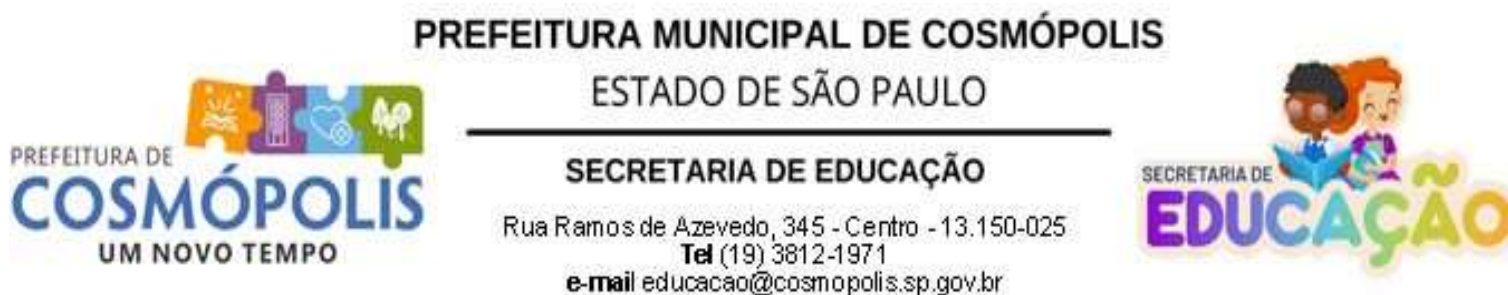 PREFEITURA MUNICIPAL DE COSMÓPOLIS
ESTADO DE SÃO PAULO
SECRETARIA DE EDUCAÇÃO
Rua Ramos de Azevedo, 345 - Centro - 13.150-025
Tel (19) 3812-1971
e-mail educacao@cosmopolis.sp.gov.br
PREFEITURA DE
COSMÓPOLIS
UM NOVO TEMPO
SECRETARIA DE
EDUCAÇÃO